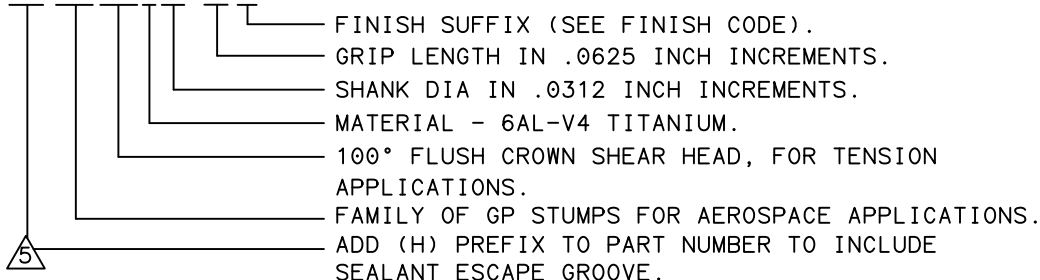 FINISH SUFFIX (SEE FINISH CODE).
GRIP LENGTH IN .0625 INCH INCREMENTS.
SHANK DIA IN .0312 INCH INCREMENTS.
MATERIAL - 6AL-V4 TITANIUM.
100° FLUSH CROWN SHEAR HEAD, FOR TENSION
APPLICATIONS.
FAMILY OF GP STUMPS FOR AEROSPACE APPLICATIONS.
5 ADD (H) PREFIX TO PART NUMBER TO INCLUDE
SEALANT ESCAPE GROOVE.